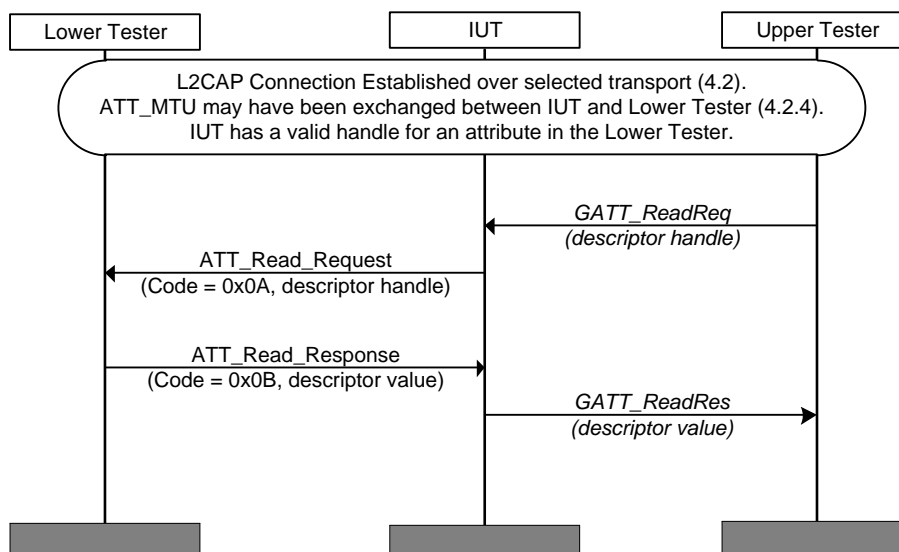 Lower Tester
IUT
Upper Tester
L2CAP Connection Established over selected transport (4.2).
ATT_MTU may have been exchanged between IUT and Lower Tester (4.2.4).
IUT has a valid handle for an attribute in the Lower Tester.
GATT_ReadReq
(descriptor handle)
ATT_Read_Request
(Code = 0x0A, descriptor handle)
ATT_Read_Response
(Code = 0x0B, descriptor value)
GATT_ReadRes
(descriptor value)